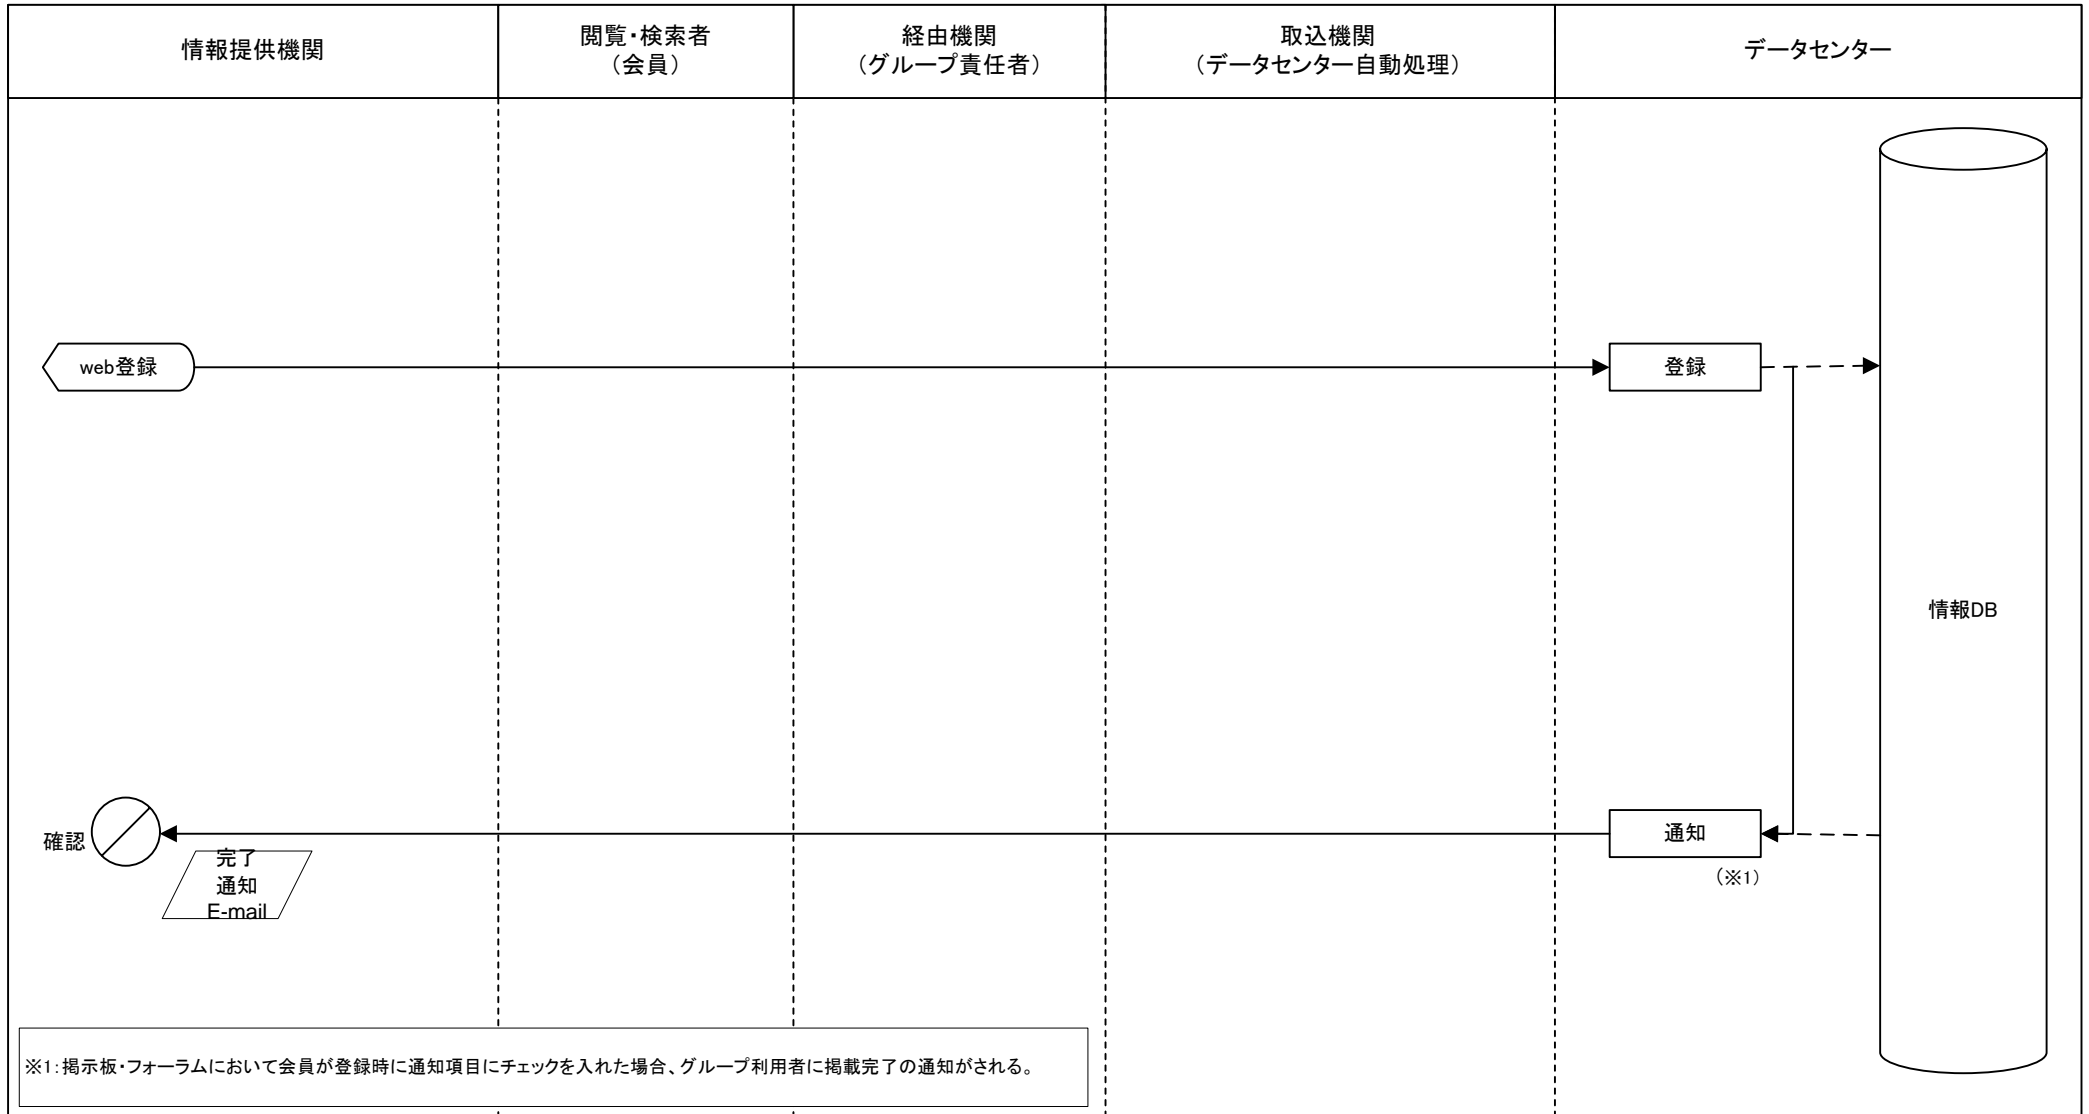 情報提供機関
閲覧・検索者
（会員）
経由機関
（グループ責任者）
取込機関
（データセンター自動処理）
データセンター
web登録
登録
情報DB
確認
完了
通知
E-mail
通知
（※1）
※1：掲示板・フォーラムにおいて会員が登録時に通知項目にチェックを入れた場合、グループ利用者に掲載完了の通知がされる。